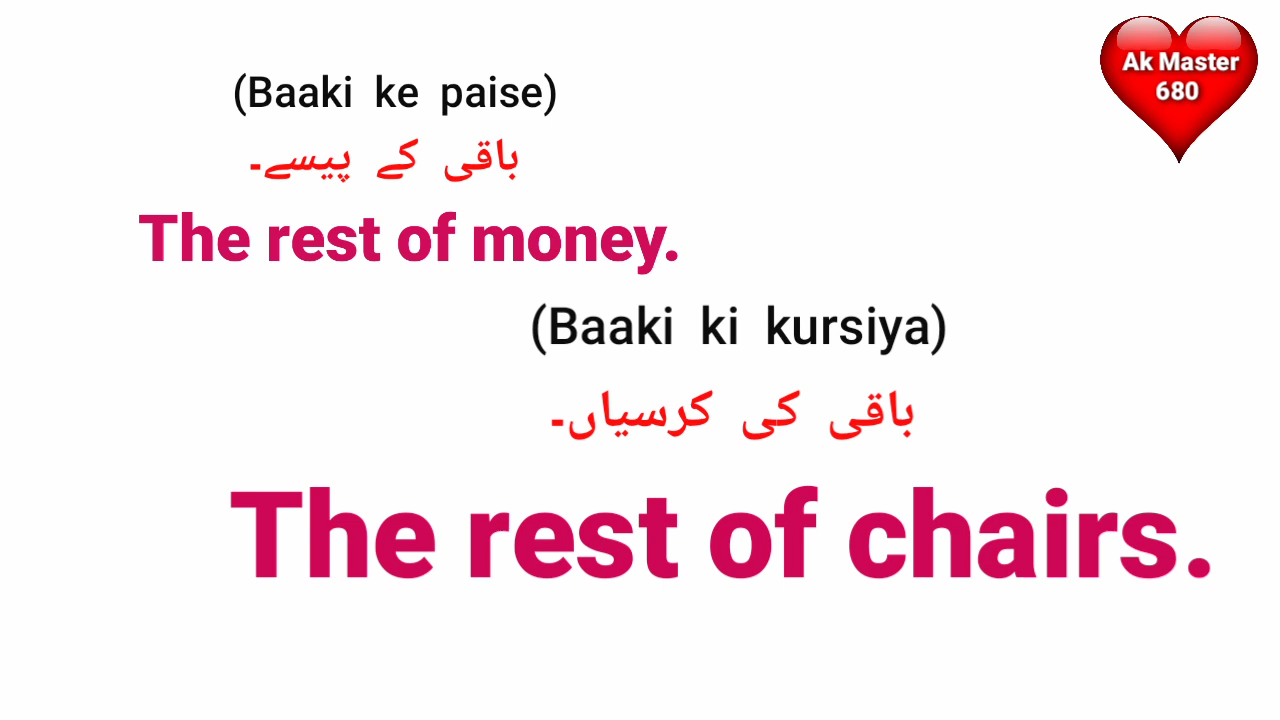 Ak Master
680
(Baaki ke paise)
باقی کے پیسے۔
The rest of money.
(Baaki ki kursiya)
باقی کی کرسیاں۔
The rest of chairs.